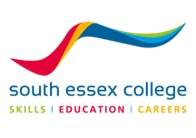 south essex college
SKILLS | EDUCATION | CAREERS